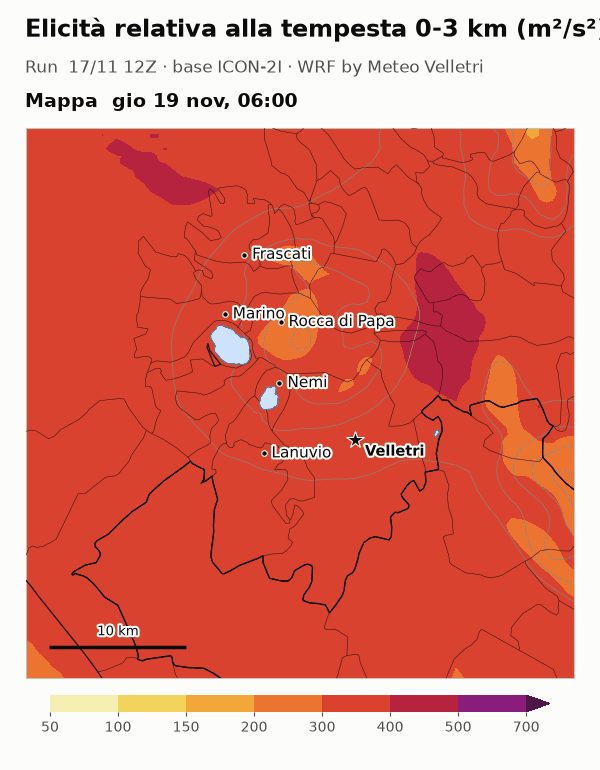 Elicità relativa alla tempesta 0-3 km (m²/s²)
Run 17/11 12Z · base ICON-2I · WRF by Meteo Velletri
Mappa gio 19 nov, 06:00
Frascati
Marino
Rocca di Papa
Nemi
Velletri
Lanuvio
10 km
50 100 150 200 300 400 500 700